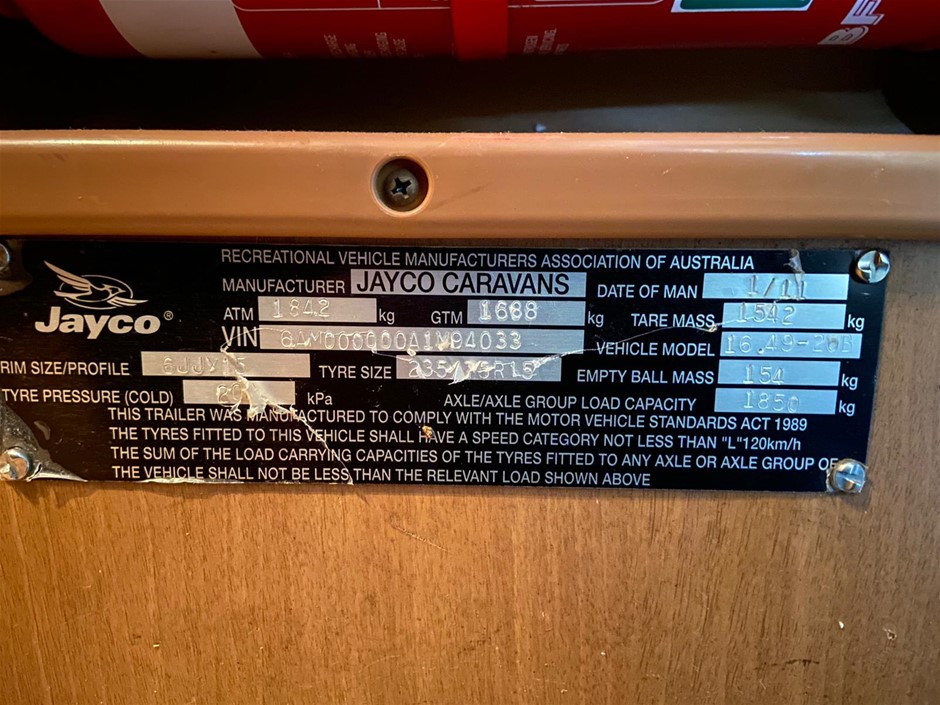 RECREATIONAL VEHICLE MANUFACTURERS ASSOCIATION OF AUSTRALIA
MANUFACTURER JAYCO CARAVANS DATE OF MAN 1/11
Jayco®
ATM 1842 kg GTM 1688 kg TARE MASS 1542 kg
VIN VEHICLE MODEL
RIM SIZE/PROFILE TYRE SIZE EMPTY BALL MASS 154 kg
TYRE PRESSURE (COLD) kPa AXLE/AXLE GROUP LOAD CAPACITY 1850 kg
THIS TRAILER WAS MANUFACTURED TO COMPLY WITH THE MOTOR VEHICLE STANDARDS ACT 1989
THE TYRES FITTED TO THIS VEHICLE SHALL HAVE A SPEED CATEGORY NOT LESS THAN "L"120km/h
THE SUM OF THE LOAD CARRYING CAPACITIES OF THE TYRES FITTED TO ANY AXLE OR AXLE GROUP OF
THE VEHICLE SHALL NOT BE LESS THAN THE RELEVANT LOAD SHOWN ABOVE